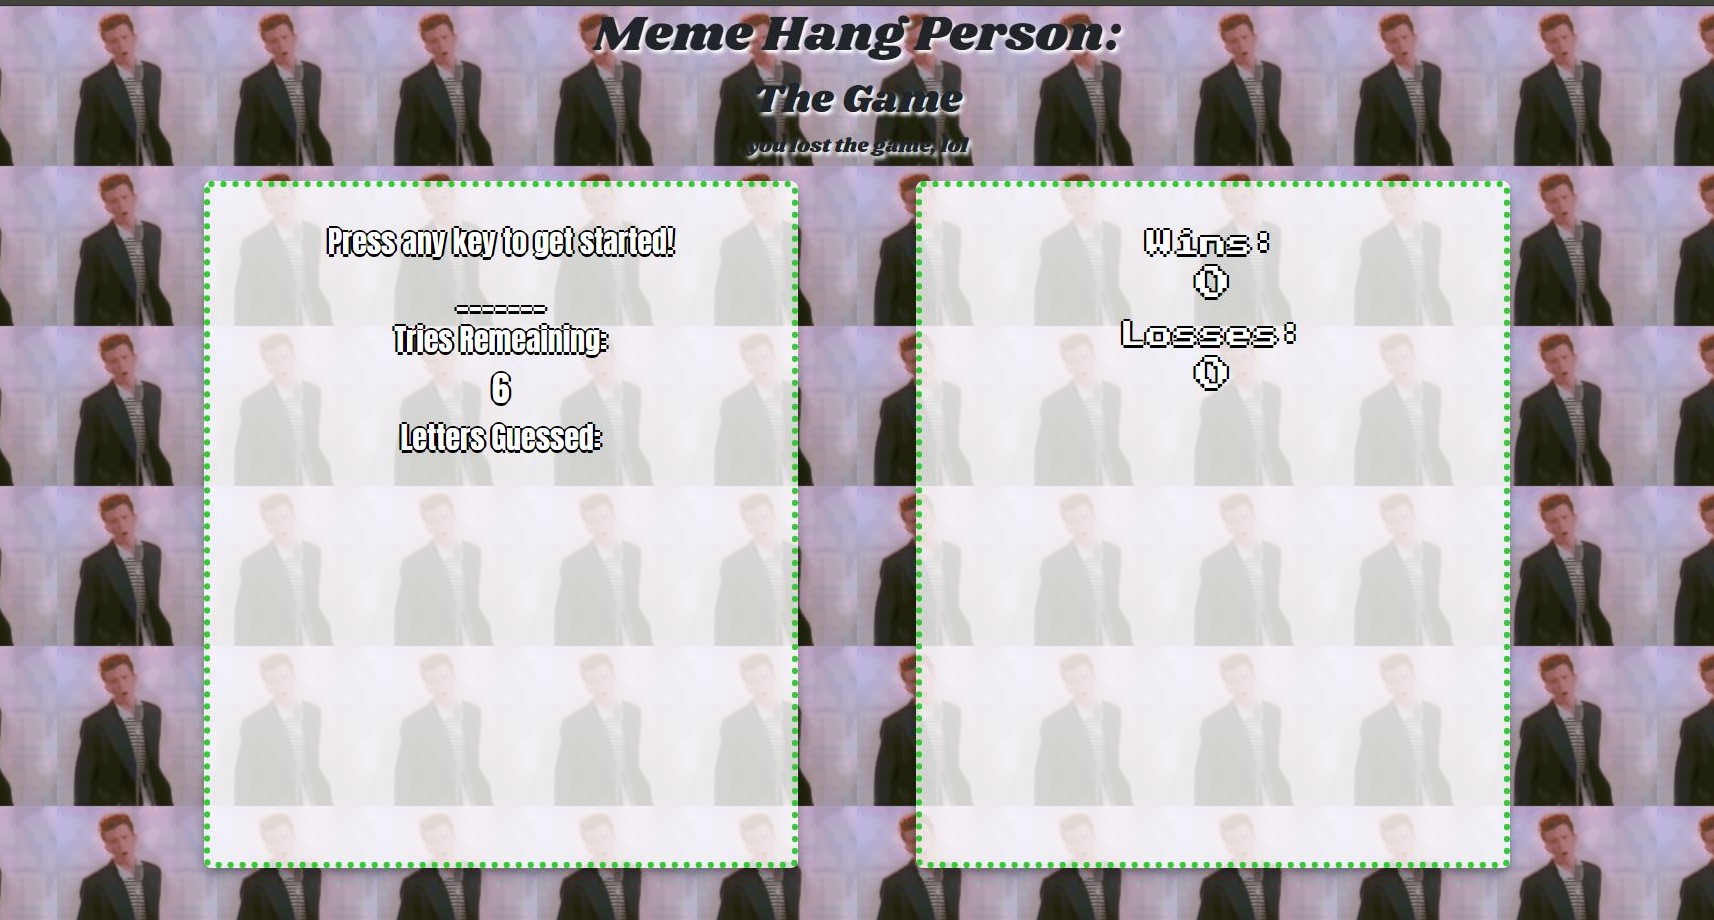 Meme Hang Person:
The Game
you lost the game, lol
Press any key to get started!
_______
Tries Remeaining:
6
Letters Guessed:
Wins:
0
Losses:
0